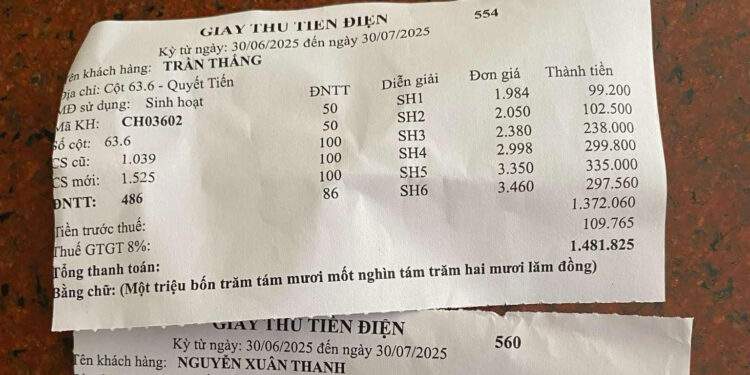 GIẤY THU TIỀN ĐIỆN 554
Kỳ từ ngày: 30/06/2025 đến ngày 30/07/2025
Tên khách hàng: TRẦN THẮNG
Địa chỉ: Cột 63.6 - Quyết Tiến
MĐ sử dụng: Sinh hoạt ĐNTT Diễn giải Đơn giá Thành tiền
Mã KH: CH03602 50 SH1 1.984 99.200
Số cột: 63.6 50 SH2 2.050 102.500
CS cũ: 1.039 100 SH3 2.380 238.000
CS mới: 1.525 100 SH4 2.998 299.800
ĐNTT: 486 100 SH5 3.350 335.000
86 SH6 3.460 297.560
Tiền trước thuế: 1.372.060
Thuế GTGT 8%: 109.765
Tổng thanh toán: 1.481.825
Bằng chữ: (Một triệu bốn trăm tám mươi mốt nghìn tám trăm hai mươi lăm đồng)
GIẤY THU TIỀN ĐIỆN 560
Kỳ từ ngày: 30/06/2025 đến ngày 30/07/2025
Tên khách hàng: NGUYỄN XUÂN THANH